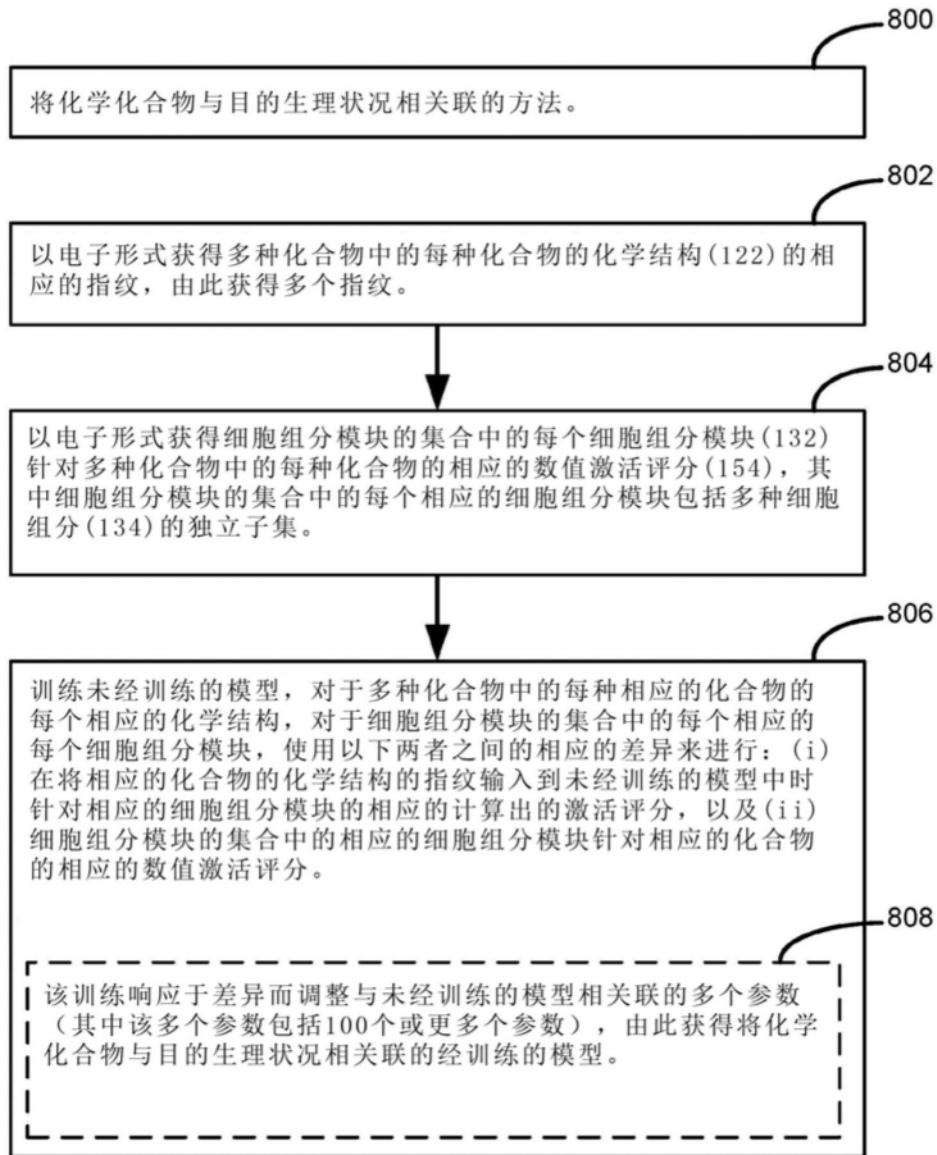 800
将化学化合物与目的生理状况相关联的方法。
802
以电子形式获得多种化合物中的每种化合物的化学结构(122)的相
应的指纹，由此获得多个指纹。
804
以电子形式获得细胞组分模块的集合中的每个细胞组分模块(132)
针对多种化合物中的每种化合物的相应的数值激活评分(154)，其
中细胞组分模块的集合中的每个相应的细胞组分模块包括多种细胞
组分(134)的独立子集。
806
训练未经训练的模型，对于多种化合物中的每种相应的化合物的
每个相应的化学结构，对于细胞组分模块的集合中的每个相应的
每个细胞组分模块，使用以下两者之间的相应的差异来进行：(i)
在将相应的化合物的化学结构的指纹输入到未经训练的模型中时
针对相应的细胞组分模块的相应的计算出的激活评分，以及(ii)
细胞组分模块的集合中的相应的细胞组分模块针对相应的化合物
的相应的数值激活评分。
808
该训练响应于差异而调整与未经训练的模型相关联的多个参数
（其中该多个参数包括100个或更多个参数），由此获得将化学
化合物与目的生理状况相关联的经训练的模型。